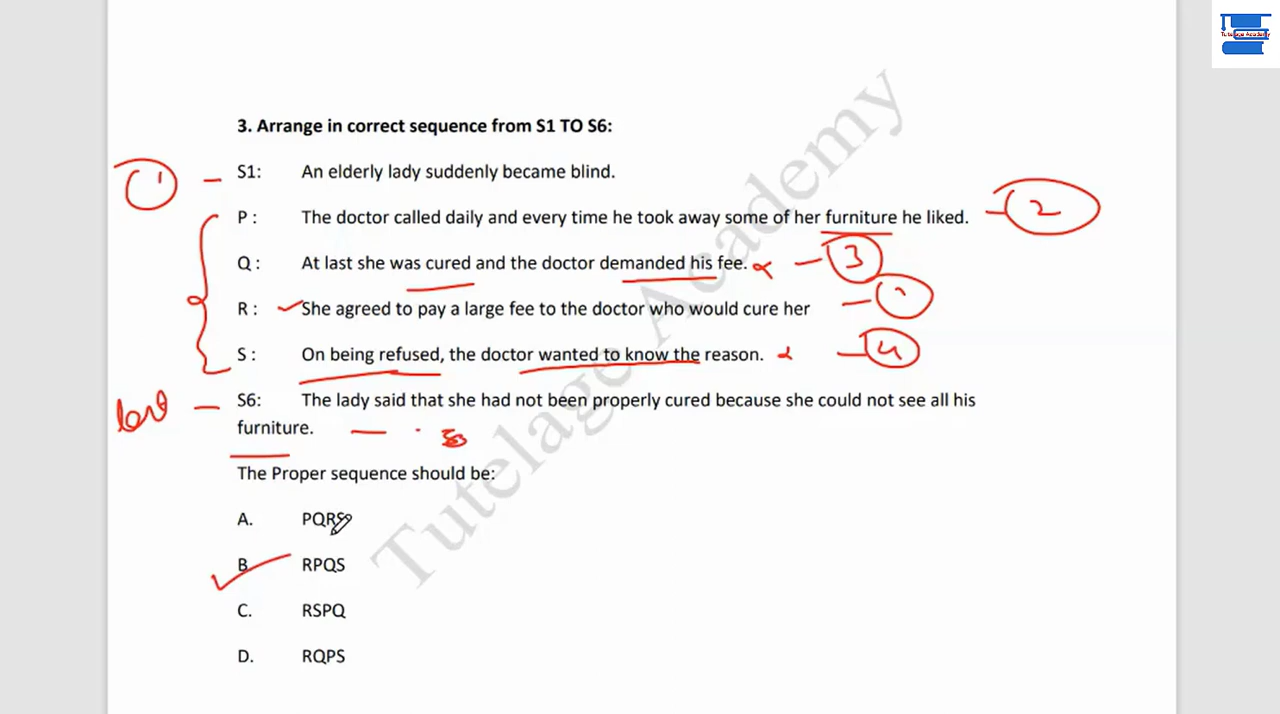 Tutelage Academy
3. Arrange in correct sequence from S1 TO S6:
1 S1: An elderly lady suddenly became blind.
P : The doctor called daily and every time he took away some of her furniture he liked. 2
Q : At last she was cured and the doctor demanded his fee. 3
R : She agreed to pay a large fee to the doctor who would cure her
S : On being refused, the doctor wanted to know the reason. 4
last S6: The lady said that she had not been properly cured because she could not see all his
furniture.
The Proper sequence should be:
A. PQRS
B RPQS
C. RSPQ
D. RQPS
Tutelage Academy